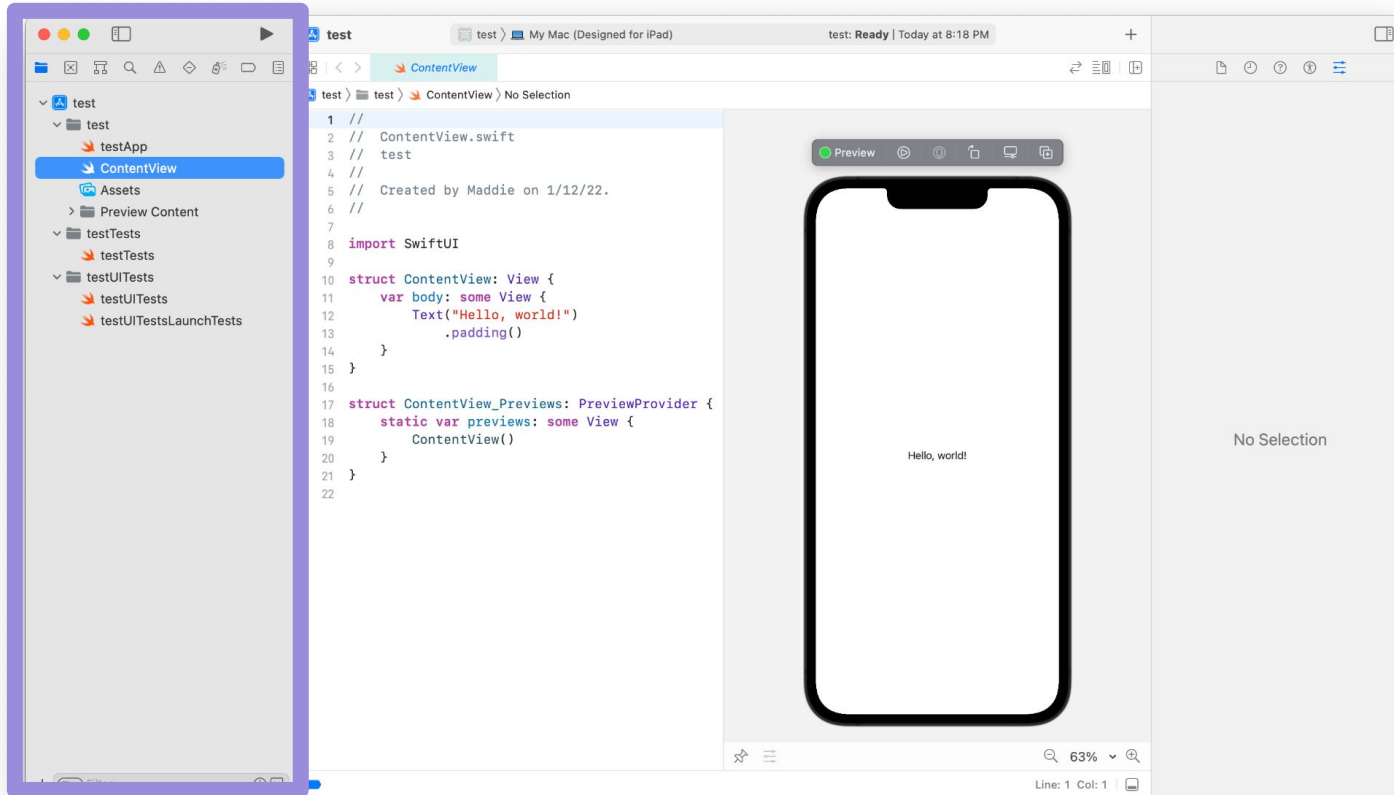 test
test 〉 My Mac (Designed for iPad)
test: Ready | Today at 8:18 PM
ContentView
test 〉 test 〉 ContentView 〉 No Selection
test
test
testApp
ContentView
Assets
Preview Content
testTests
testTests
testUITests
testUITests
testUITestsLaunchTests
1 //
2 //  ContentView.swift
3 //  test
4 //
5 //  Created by Maddie on 1/12/22.
6 //
7
8 import SwiftUI
9
10 struct ContentView: View {
11     var body: some View {
12         Text("Hello, world!")
13             .padding()
14     }
15 }
16
17 struct ContentView_Previews: PreviewProvider {
18     static var previews: some View {
19         ContentView()
20     }
21 }
22
Preview
Hello, world!
No Selection
63%
Line: 1 Col: 1